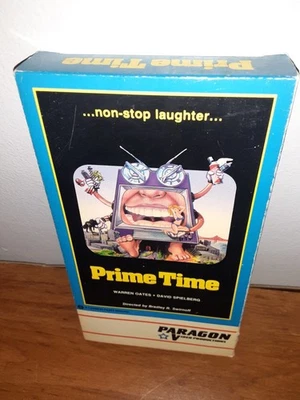 Prime Time
...non-stop laughter...
Prime Time
WARREN OATES • DAVID SPIELBERG
Directed by Bradley R. Swirnoff
PARAGON
VIDEO PRODUCTIONS